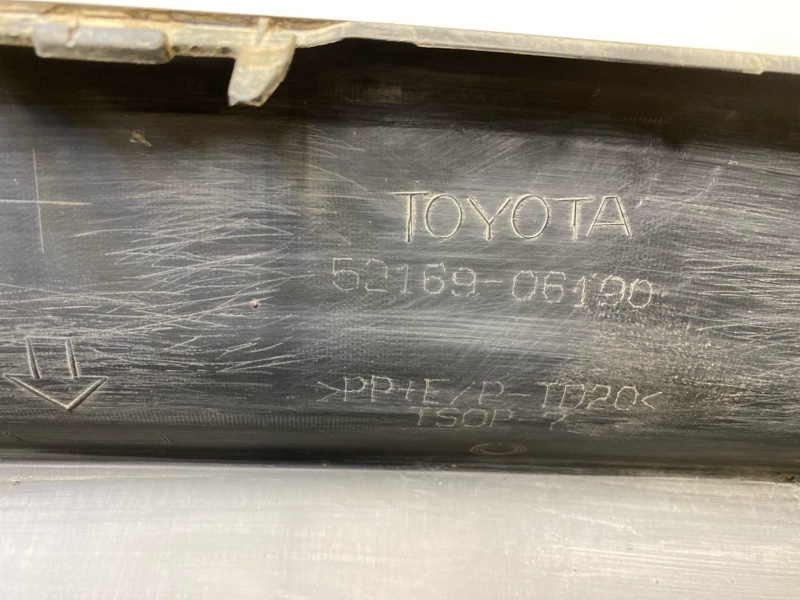 TOYOTA
52169-06190
>PP+E/P-TD20<
TSOP 7